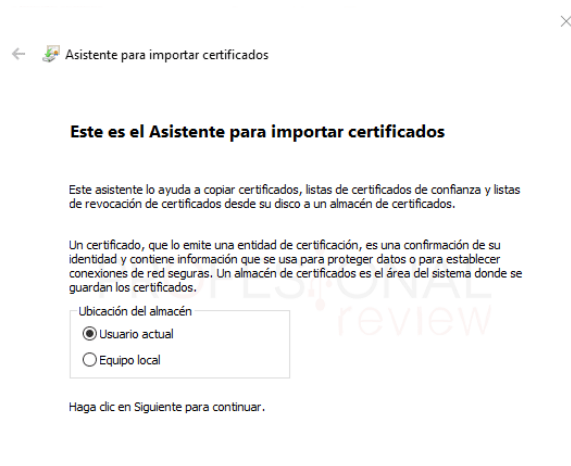 Asistente para importar certificados
Este es el Asistente para importar certificados
Este asistente lo ayuda a copiar certificados, listas de certificados de confianza y listas
de revocación de certificados desde su disco a un almacén de certificados.
Un certificado, que lo emite una entidad de certificación, es una confirmación de su
identidad y contiene información que se usa para proteger datos o para establecer
conexiones de red seguras. Un almacén de certificados es el área del sistema donde se
guardan los certificados.
PROFESIONAL
review
Ubicación del almacén
Usuario actual
Equipo local
Haga clic en Siguiente para continuar.